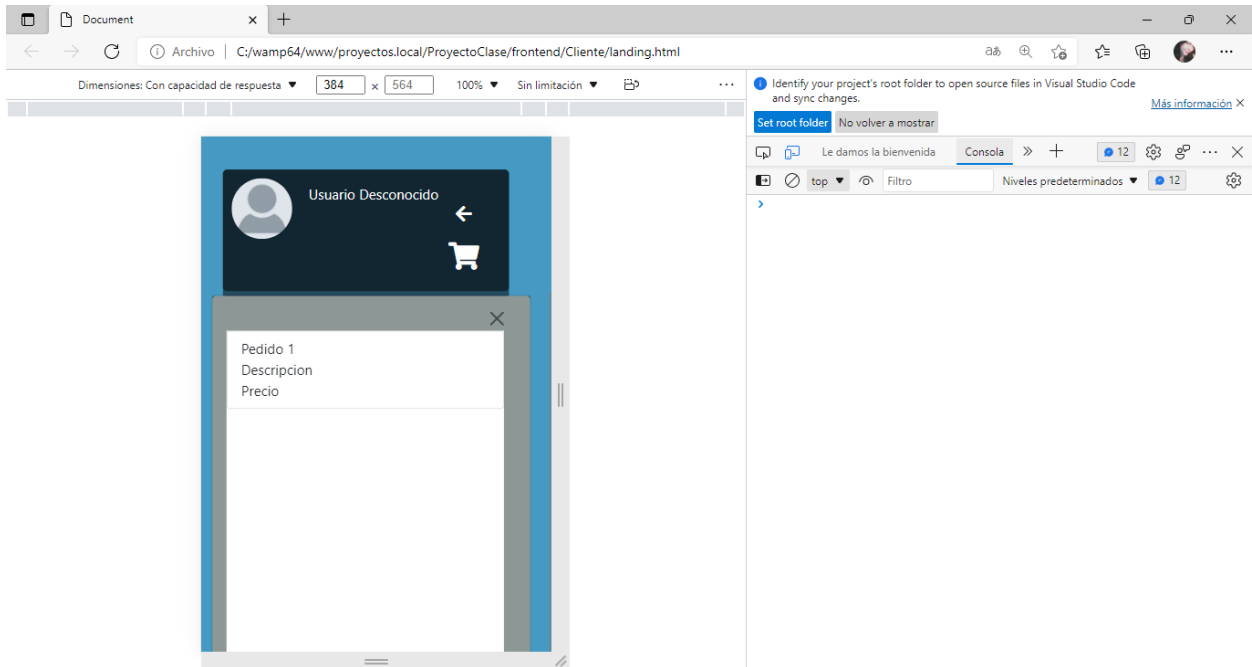 Document
Archivo
C:/wamp64/www/proyectos.local/ProyectoClase/frontend/Cliente/landing.html
aあ
Dimensiones: Con capacidad de respuesta ▼ 384 x 564 100% ▼ Sin limitación ▼
Identify your project's root folder to open source files in Visual Studio Code
and sync changes.
Más información
Set root folder No volver a mostrar
Le damos la bienvenida Consola 12
top ▼ Filtro Niveles predeterminados ▼ 12
Usuario Desconocido
Pedido 1
Descripcion
Precio